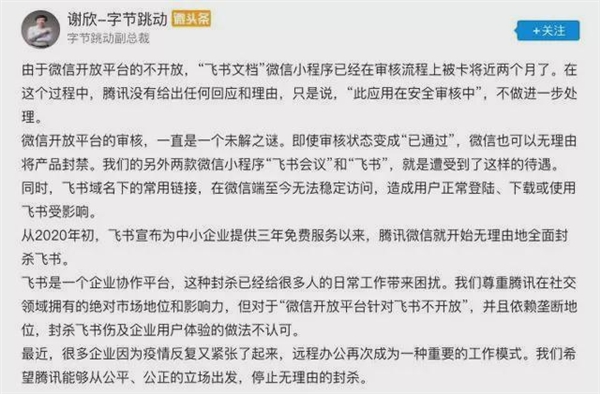 谢欣-字节跳动 微头条
字节跳动副总裁
+关注
由于微信开放平台的不开放，“飞书文档”微信小程序已经在审核流程上被卡将近两个月了。在
这个过程中，腾讯没有给出任何回应和理由，只是说，“此应用在安全审核中”，不做进一步处
理。
微信开放平台的审核，一直是一个未解之谜。即使审核状态变成“已通过”，微信也可以无理由
将产品封禁。我们的另外两款微信小程序“飞书会议”和“飞书”，就是遭受到了这样的待遇。
同时，飞书域名下的常用链接，在微信端至今无法稳定访问，造成用户正常登陆、下载或使用
飞书受影响。
从2020年初，飞书宣布为中小企业提供三年免费服务以来，腾讯微信就开始无理由地全面封
杀飞书。
飞书是一个企业协作平台，这种封杀已经给很多人的日常工作带来困扰。我们尊重腾讯在社交
领域拥有的绝对市场地位和影响力，但对于“微信开放平台针对飞书不开放”，并且依赖垄断地
位，封杀飞书伤及企业用户体验的做法不认可。
最近，很多企业因为疫情反复又紧张了起来，远程办公再次成为一种重要的工作模式。我们希
望腾讯能够从公平、公正的立场出发，停止无理由的封杀。